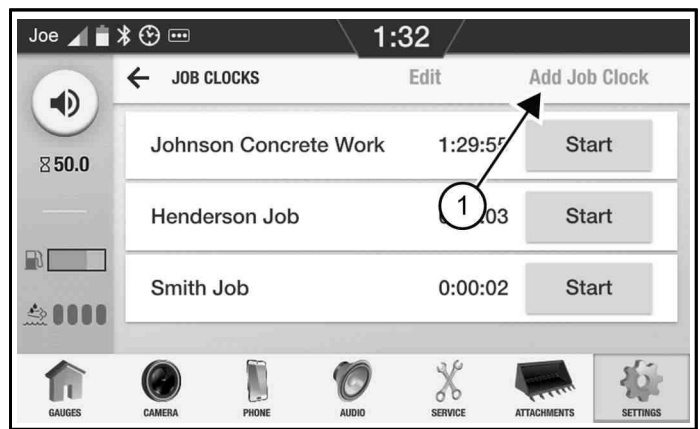 Joe 1:32
JOB CLOCKS Edit Add Job Clock
50.0
Johnson Concrete Work 1:29:55 Start
Henderson Job :03 Start
1
Smith Job 0:00:02 Start
GAUGES CAMERA PHONE AUDIO SERVICE ATTACHMENTS SETTINGS